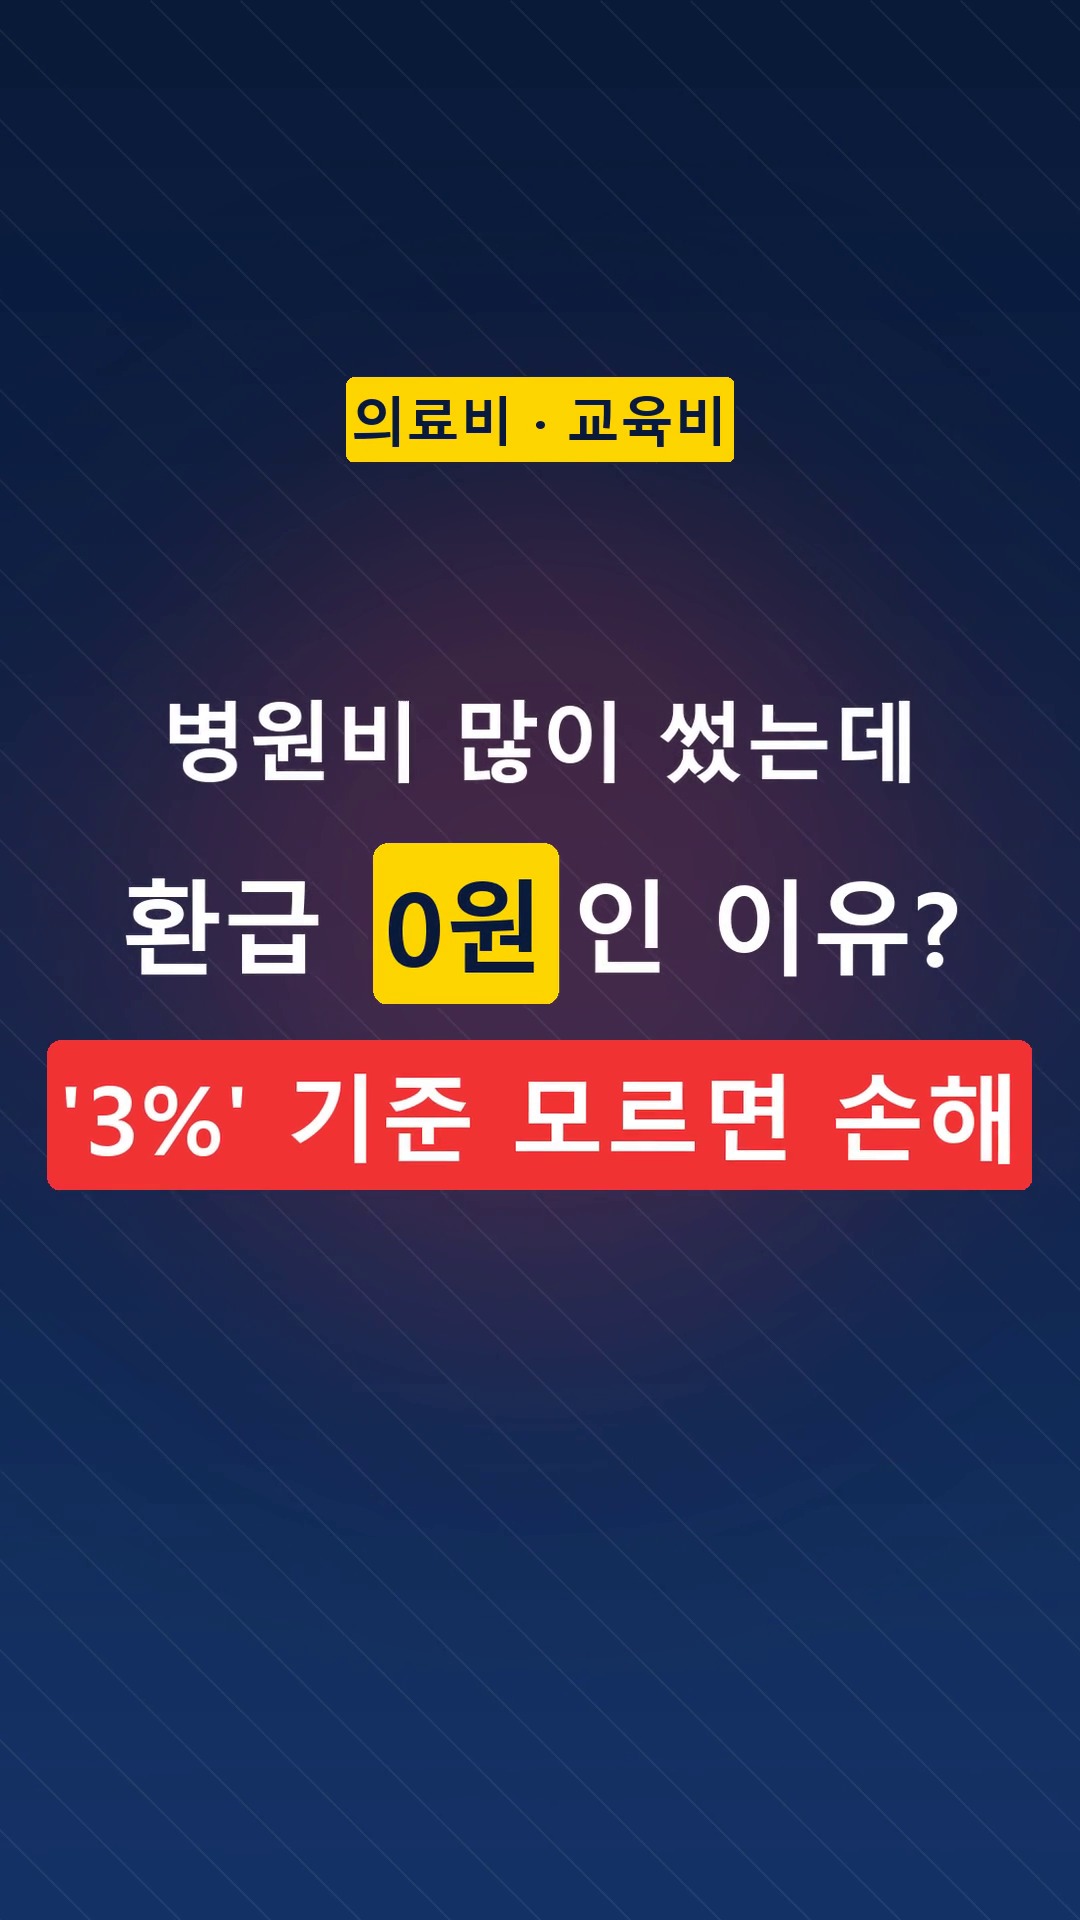 의료비 · 교육비
병원비 많이 썼는데
환급 0원인 이유?
'3%' 기준 모르면 손해